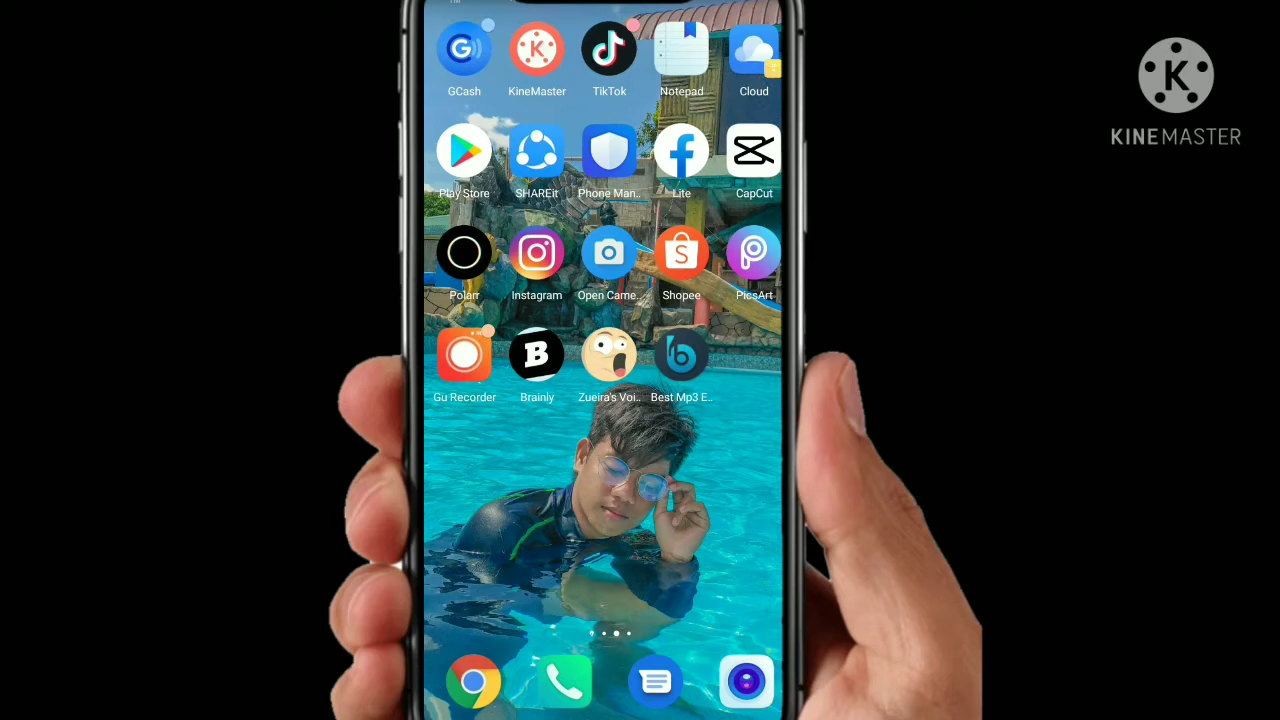 GCash KineMaster TikTok Notepad Cloud
KINEMASTER
Play Store SHAREit Phone Man.. Lite CapCut
Polarr Instagram Open Came.. Shopee PicsArt
Gu Recorder Brainly Zueira's Voi.. Best Mp3 E..